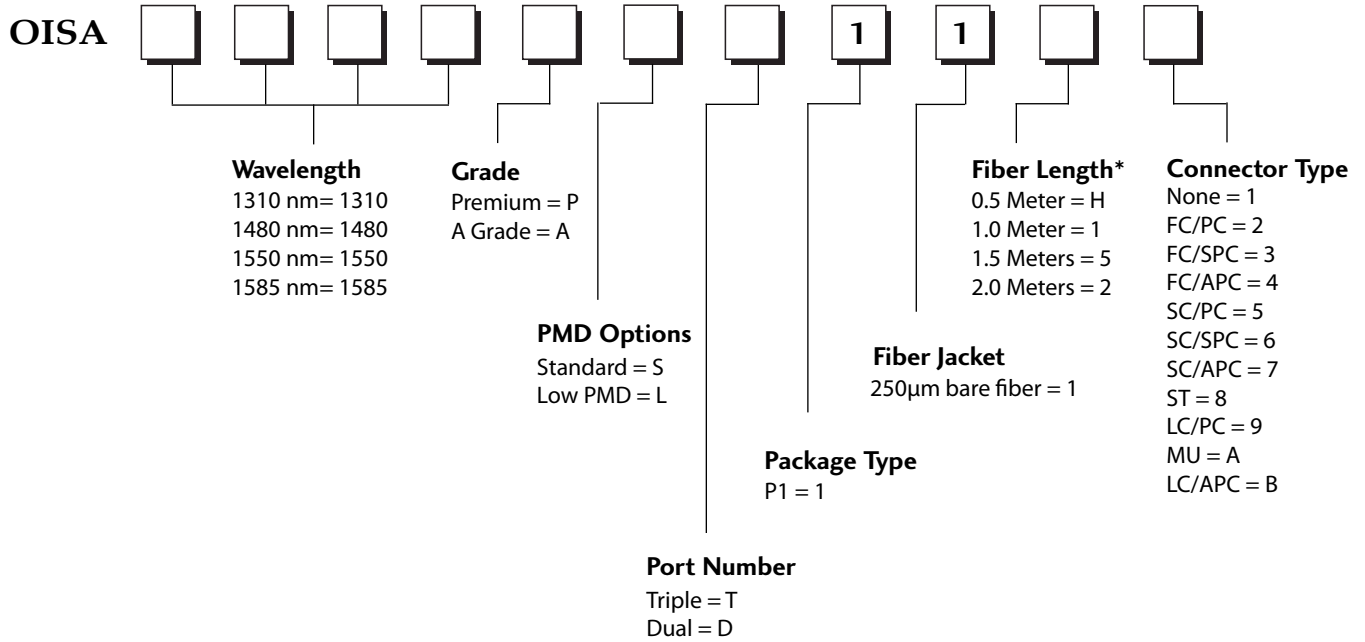 OISA 1 1
Wavelength
1310 nm= 1310
1480 nm= 1480
1550 nm= 1550
1585 nm= 1585
Grade
Premium = P
A Grade = A
PMD Options
Standard = S
Low PMD = L
Port Number
Triple = T
Dual = D
Package Type
P1 = 1
Fiber Jacket
250μm bare fiber = 1
Fiber Length*
0.5 Meter = H
1.0 Meter = 1
1.5 Meters = 5
2.0 Meters = 2
Connector Type
None = 1
FC/PC = 2
FC/SPC = 3
FC/APC = 4
SC/PC = 5
SC/SPC = 6
SC/APC = 7
ST = 8
LC/PC = 9
MU = A
LC/APC = B